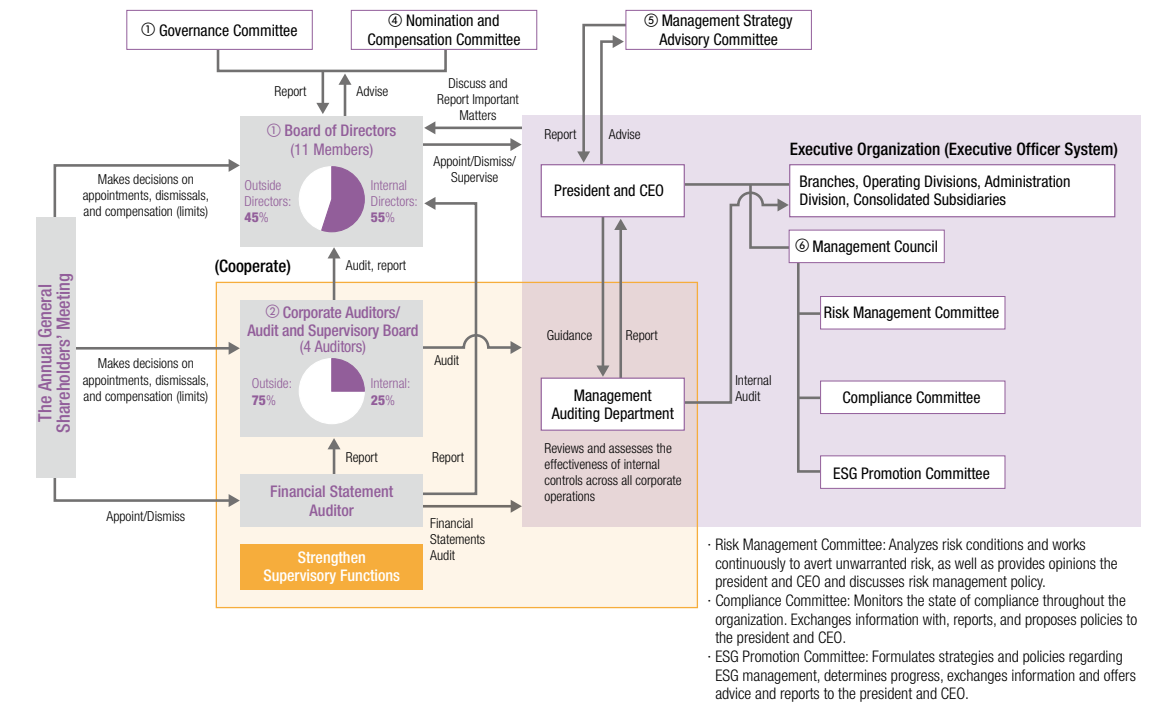 ① Governance Committee
④ Nomination and
Compensation Committee
⑤ Management Strategy
Advisory Committee
Report
Advise
Discuss and
Report Important
Matters
Report
Advise
① Board of Directors
(11 Members)
Outside
Directors:
45%
Internal
Directors:
55%
Appoint/Dismiss/
Supervise
Makes decisions on
appointments, dismissals,
and compensation (limits)
President and CEO
Executive Organization (Executive Officer System)
Branches, Operating Divisions, Administration
Division, Consolidated Subsidiaries
⑥ Management Council
(Cooperate)
Audit, report
The Annual General
Shareholders' Meeting
② Corporate Auditors/
Audit and Supervisory Board
(4 Auditors)
Outside:
75%
Internal:
25%
Audit
Makes decisions on
appointments, dismissals,
and compensation (limits)
Guidance
Report
Risk Management Committee
Management
Auditing Department
Internal
Audit
Compliance Committee
Reviews and assesses the
effectiveness of internal
controls across all corporate
operations
ESG Promotion Committee
Report
Report
Financial Statement
Auditor
Appoint/Dismiss
Financial
Statements
Audit
Strengthen
Supervisory Functions
· Risk Management Committee: Analyzes risk conditions and works
continuously to avert unwarranted risk, as well as provides opinions the
president and CEO and discusses risk management policy.
· Compliance Committee: Monitors the state of compliance throughout the
organization. Exchanges information with, reports, and proposes policies to
the president and CEO.
· ESG Promotion Committee: Formulates strategies and policies regarding
ESG management, determines progress, exchanges information and offers
advice and reports to the president and CEO.